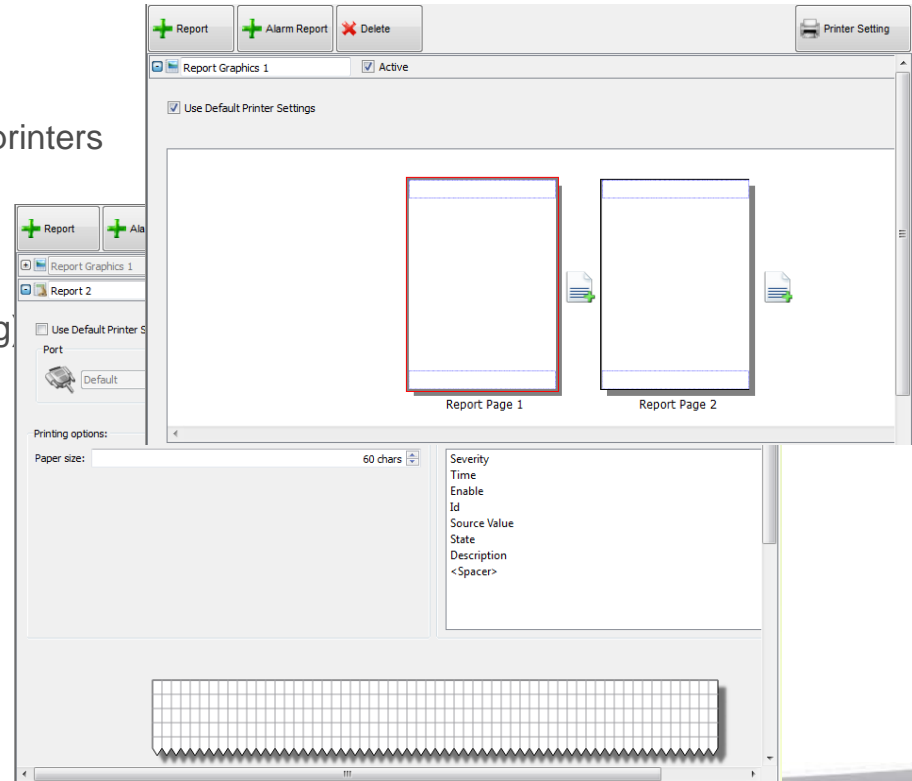 Report Alarm Report Delete Printer Setting
Report Graphics 1 Active
Use Default Printer Settings
Report Page 1 Report Page 2
printers
Report
Report Graphics 1
Report 2
Use Default Printer
Port
Default
Printing options:
Paper size: 60 chars
Severity
Time
Enable
Id
Source Value
State
Description
<Spacer>